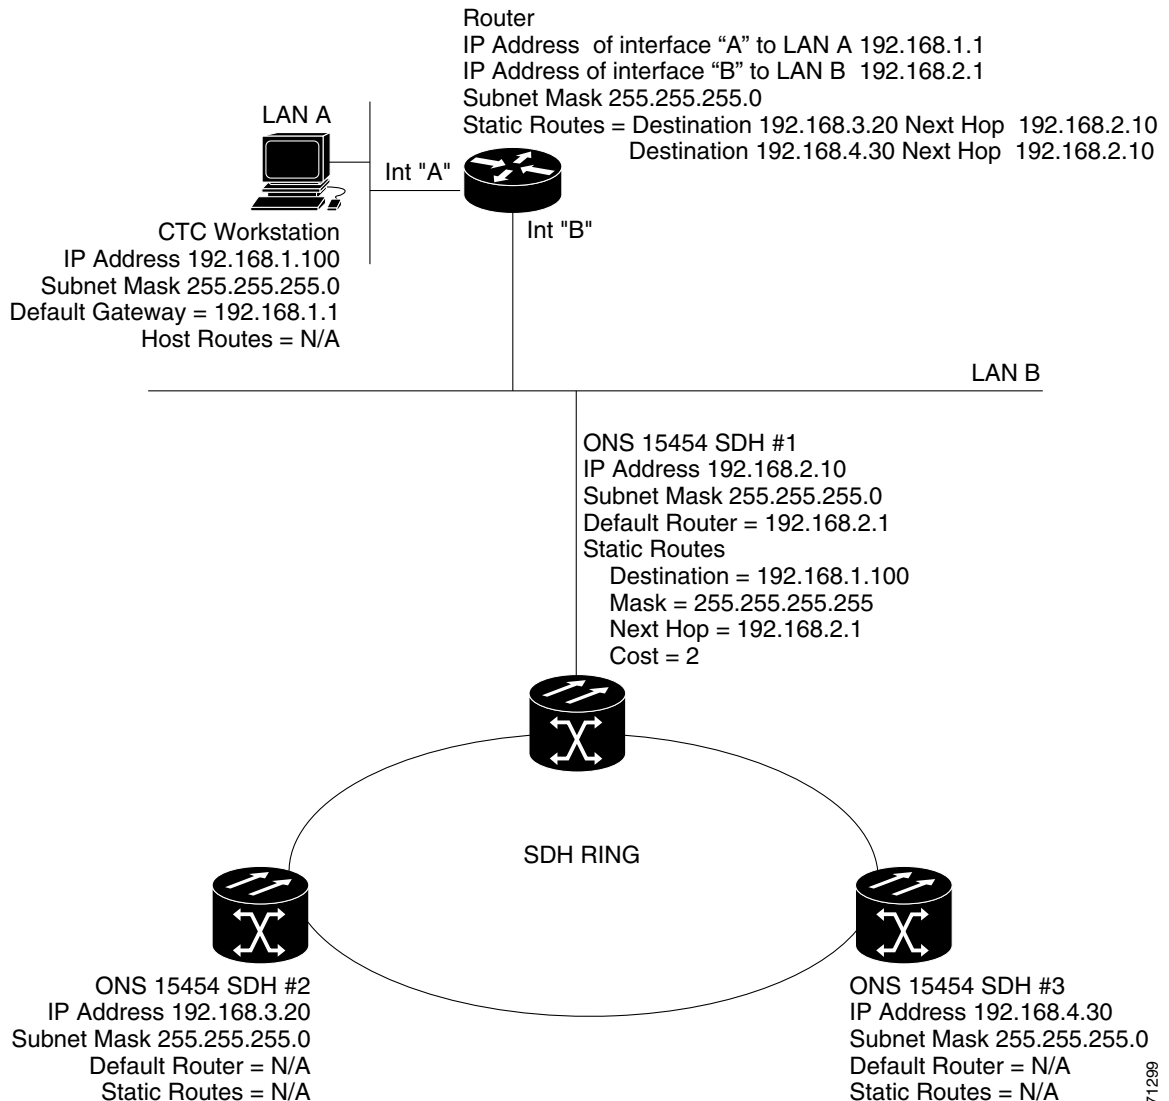 Router
IP Address of interface “A” to LAN A 192.168.1.1
IP Address of interface “B” to LAN B 192.168.2.1
Subnet Mask 255.255.255.0
Static Routes = Destination 192.168.3.20 Next Hop 192.168.2.10
Destination 192.168.4.30 Next Hop 192.168.2.10
LAN A
Int "A"
Int "B"
CTC Workstation
IP Address 192.168.1.100
Subnet Mask 255.255.255.0
Default Gateway = 192.168.1.1
Host Routes = N/A
LAN B
ONS 15454 SDH #1
IP Address 192.168.2.10
Subnet Mask 255.255.255.0
Default Router = 192.168.2.1
Static Routes
Destination = 192.168.1.100
Mask = 255.255.255.255
Next Hop = 192.168.2.1
Cost = 2
SDH RING
ONS 15454 SDH #2
IP Address 192.168.3.20
Subnet Mask 255.255.255.0
Default Router = N/A
Static Routes = N/A
ONS 15454 SDH #3
IP Address 192.168.4.30
Subnet Mask 255.255.255.0
Default Router = N/A
Static Routes = N/A
71299